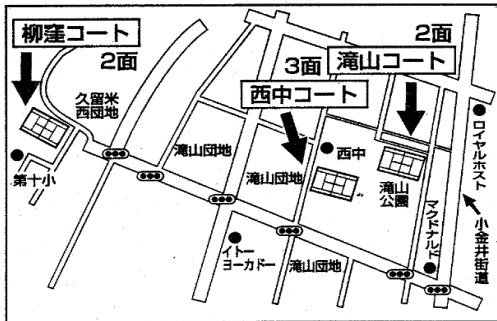 柳窪コート
2面
3面
西中コート
2面
滝山コート
久留米
西団地
第十小
滝山団地
滝山団地
西中
滝山
公園
ロイヤルホスト
小金井街道
マクドナルド
イトー
ヨーカドー
滝山団地